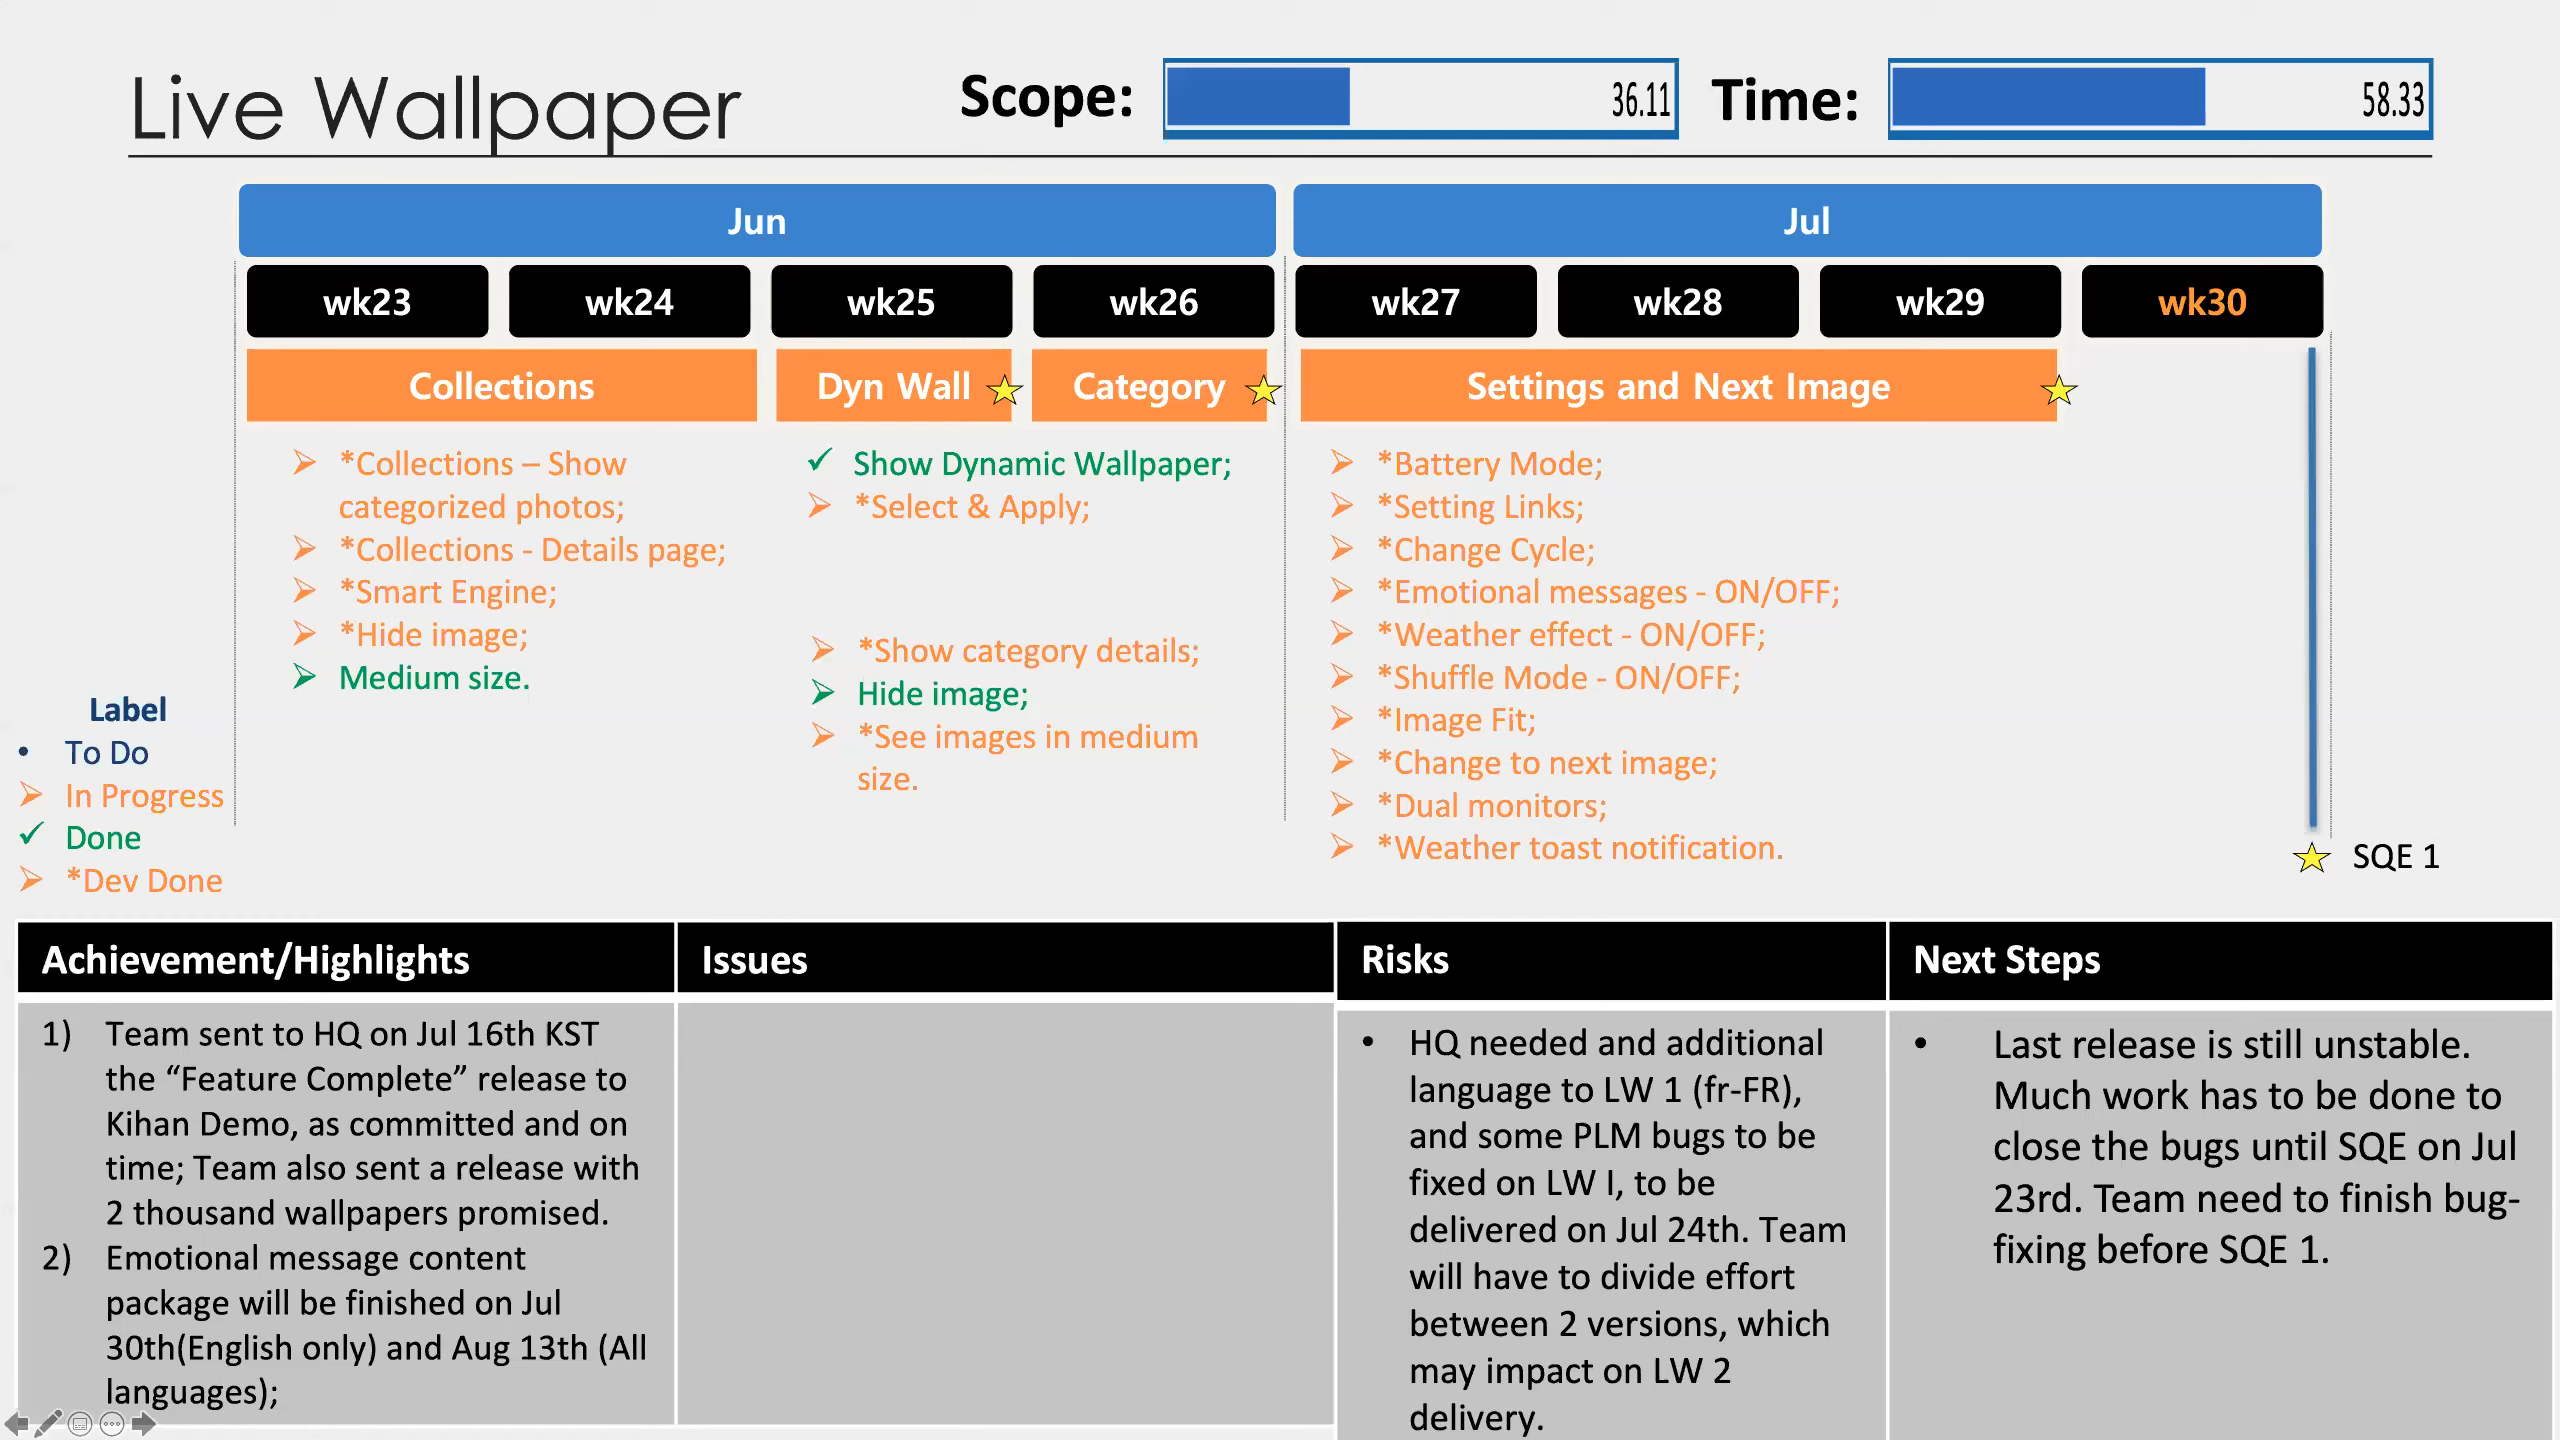 Live Wallpaper
Scope:
36.11
Time:
58.33
Jun
Jul
wk23
wk24
wk25
wk26
wk27
wk28
wk29
wk30
Collections
Dyn Wall
Category
Settings and Next Image
*Collections – Show
categorized photos;
*Collections - Details page;
*Smart Engine;
*Hide image;
Medium size.
Show Dynamic Wallpaper;
*Select & Apply;
*Show category details;
Hide image;
*See images in medium
size.
*Battery Mode;
*Setting Links;
*Change Cycle;
*Emotional messages - ON/OFF;
*Weather effect - ON/OFF;
*Shuffle Mode - ON/OFF;
*Image Fit;
*Change to next image;
*Dual monitors;
*Weather toast notification.
SQE 1
Label
• To Do
In Progress
Done
*Dev Done
Achievement/Highlights
1) Team sent to HQ on Jul 16th KST
the “Feature Complete” release to
Kihan Demo, as committed and on
time; Team also sent a release with
2 thousand wallpapers promised.
2) Emotional message content
package will be finished on Jul
30th(English only) and Aug 13th (All
languages);
Issues
Risks
• HQ needed and additional
language to LW 1 (fr-FR),
and some PLM bugs to be
fixed on LW I, to be
delivered on Jul 24th. Team
will have to divide effort
between 2 versions, which
may impact on LW 2
delivery.
Next Steps
• Last release is still unstable.
Much work has to be done to
close the bugs until SQE on Jul
23rd. Team need to finish bug-
fixing before SQE 1.